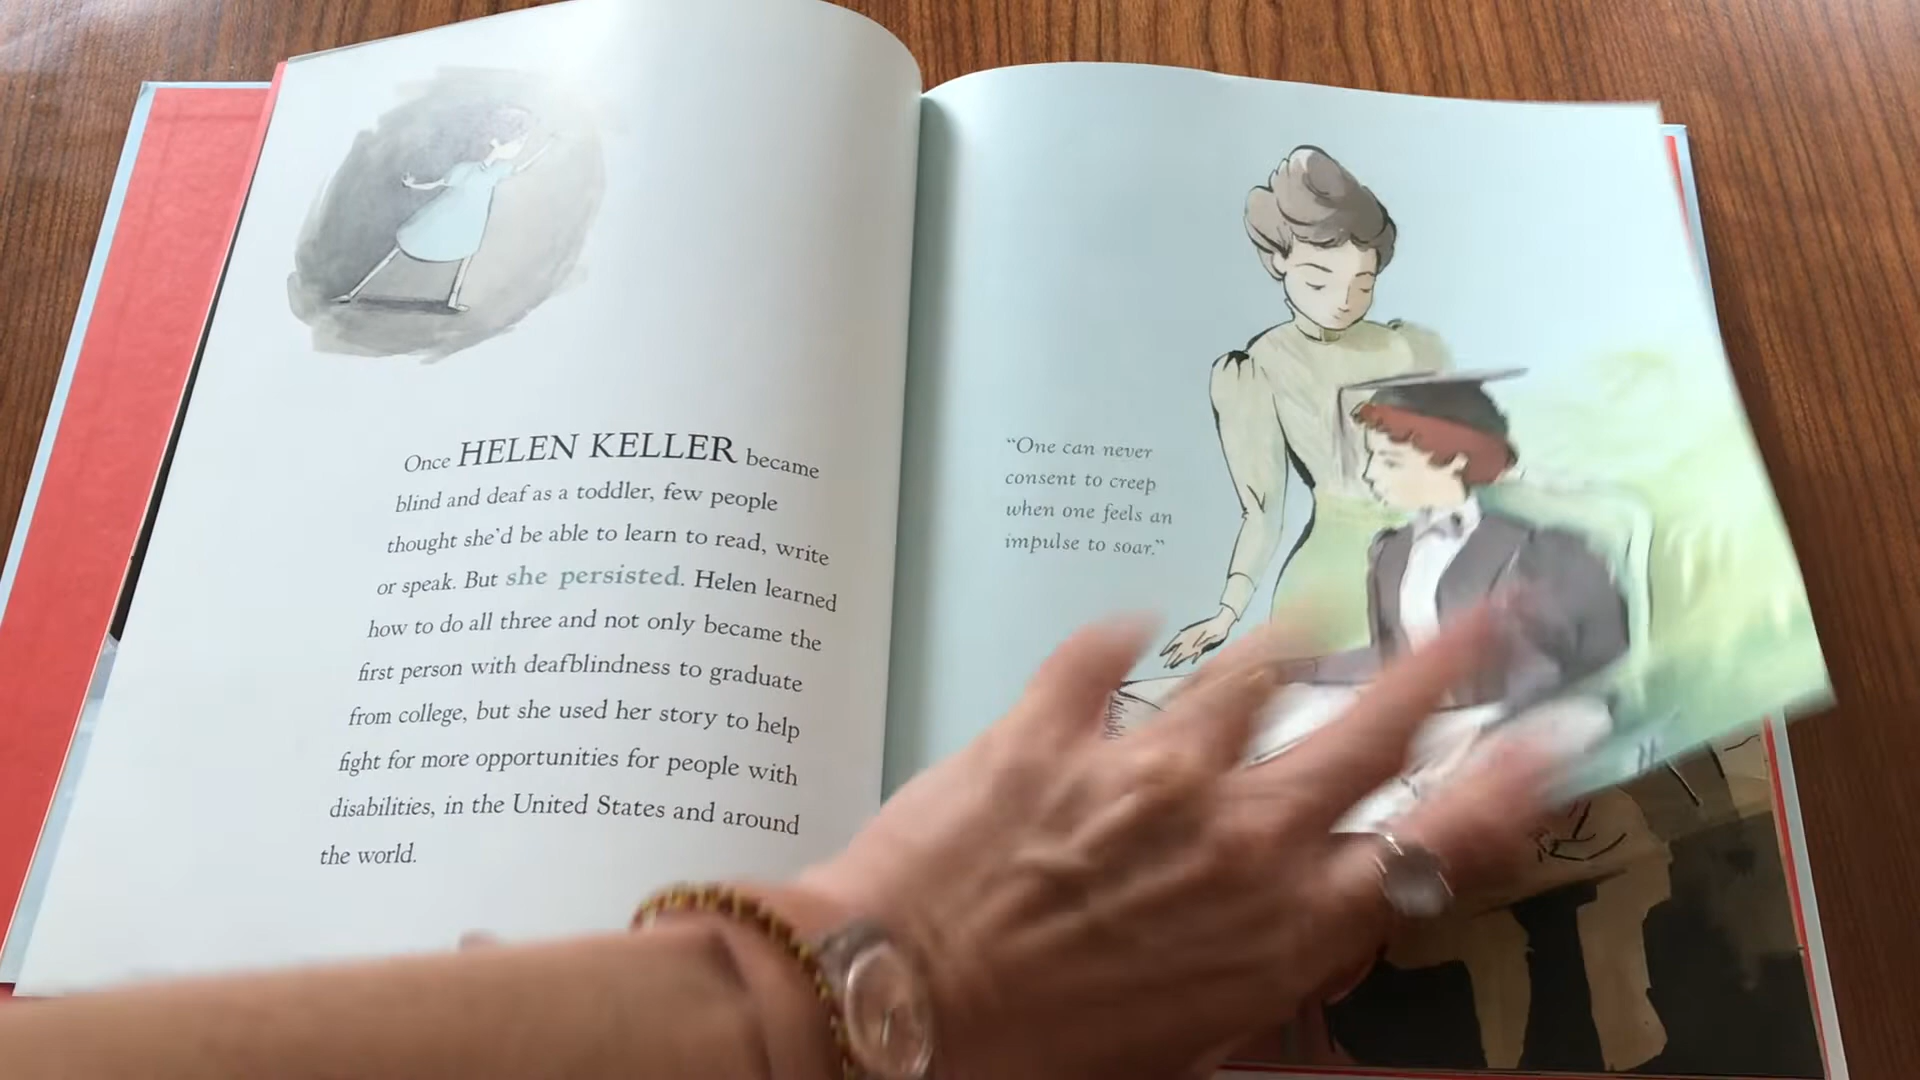 Once HELEN KELLER became
blind and deaf as a toddler, few people
thought she'd be able to learn to read, write
or speak. But she persisted. Helen learned
how to do all three and not only became the
first person with deafblindness to graduate
from college, but she used her story to help
fight for more opportunities for people with
disabilities, in the United States and around
the world.
“One can never
consent to creep
when one feels an
impulse to soar.”